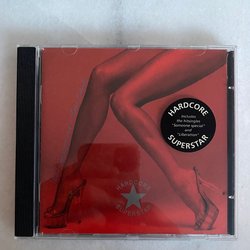 HARDCORE
Includes
the hitsingles
"Someone special"
and
"Liberation"
SUPERSTAR
HARDCORE
SUPERSTAR